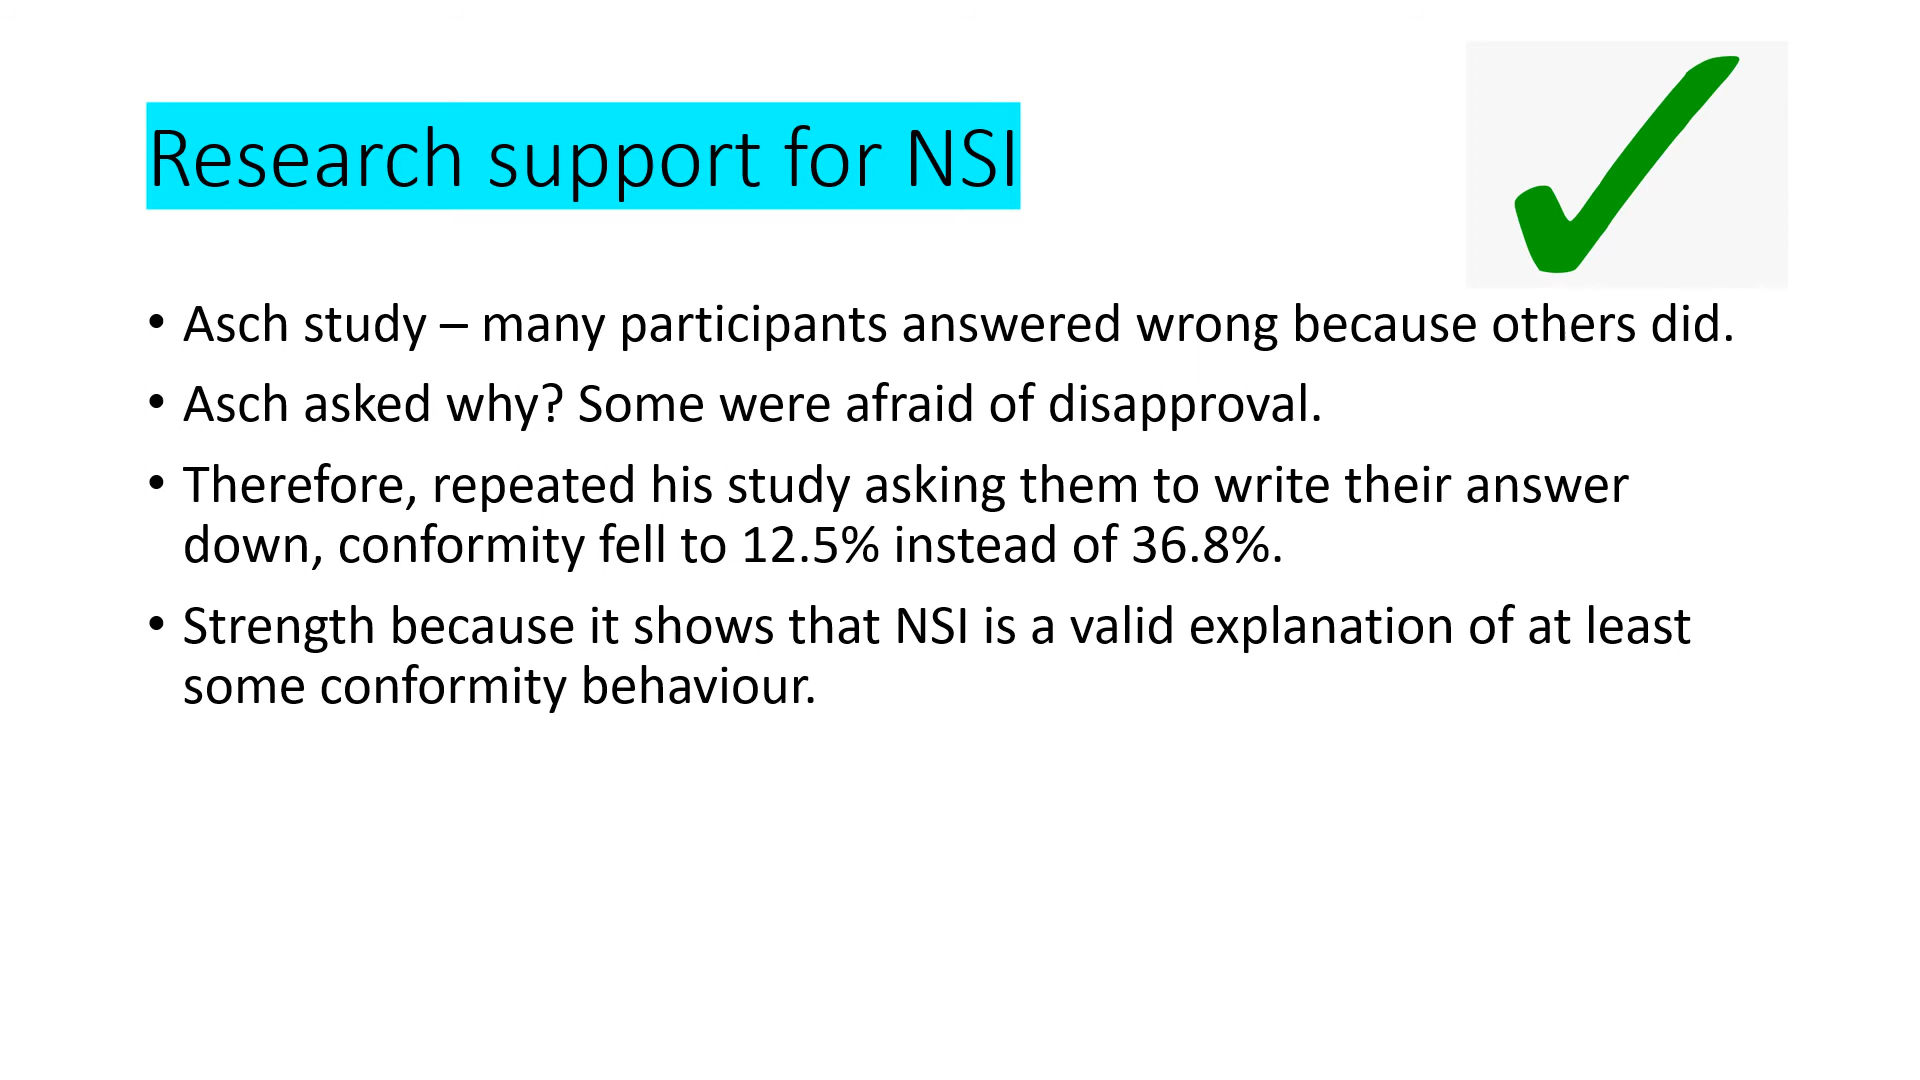 Research support for NSI
• Asch study – many participants answered wrong because others did.
• Asch asked why? Some were afraid of disapproval.
• Therefore, repeated his study asking them to write their answer
down, conformity fell to 12.5% instead of 36.8%.
• Strength because it shows that NSI is a valid explanation of at least
some conformity behaviour.